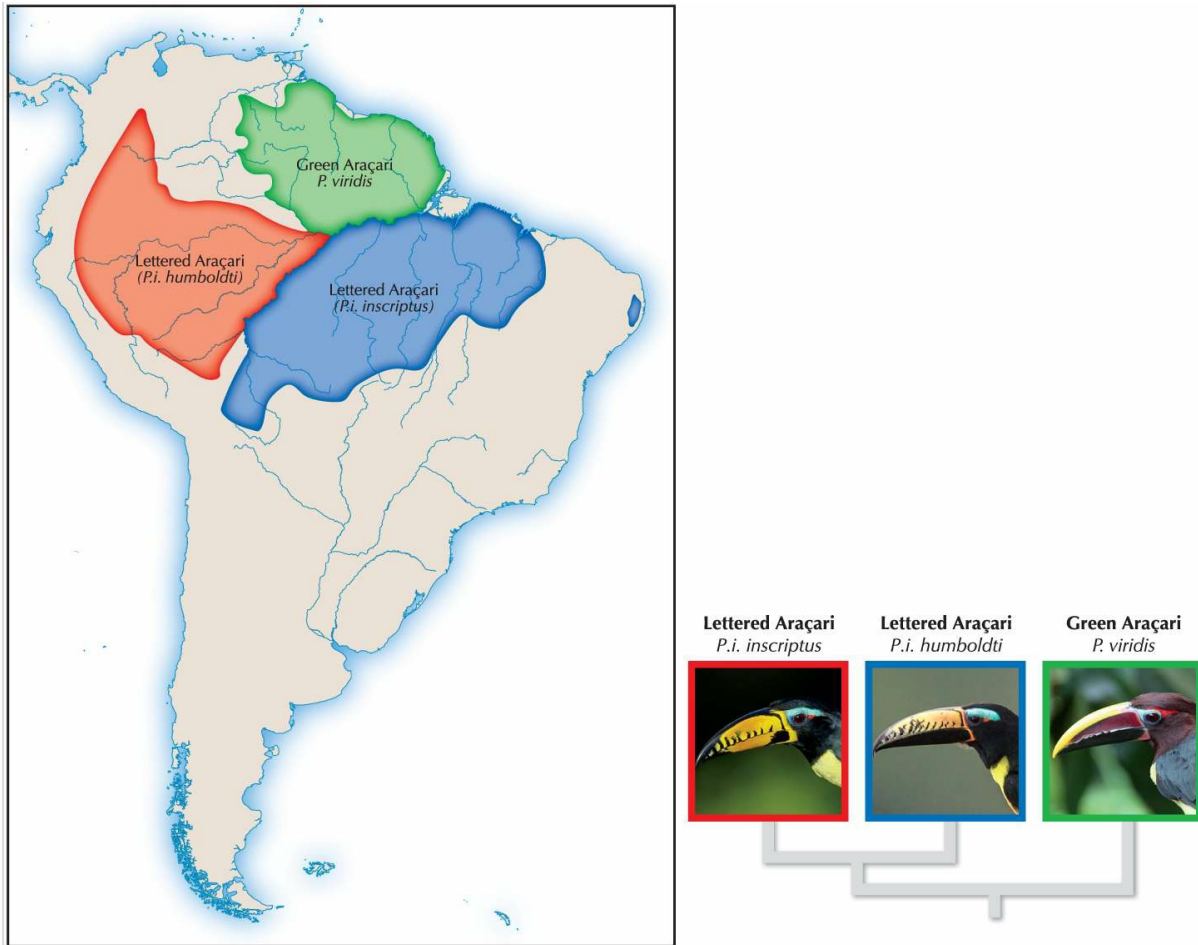 Green Araçari
P. viridis
Lettered Araçari
(P.i. humboldti)
Lettered Araçari
(P.i. inscriptus)
Lettered Araçari
P.i. inscriptus
Lettered Araçari
P.i. humboldti
Green Araçari
P. viridis